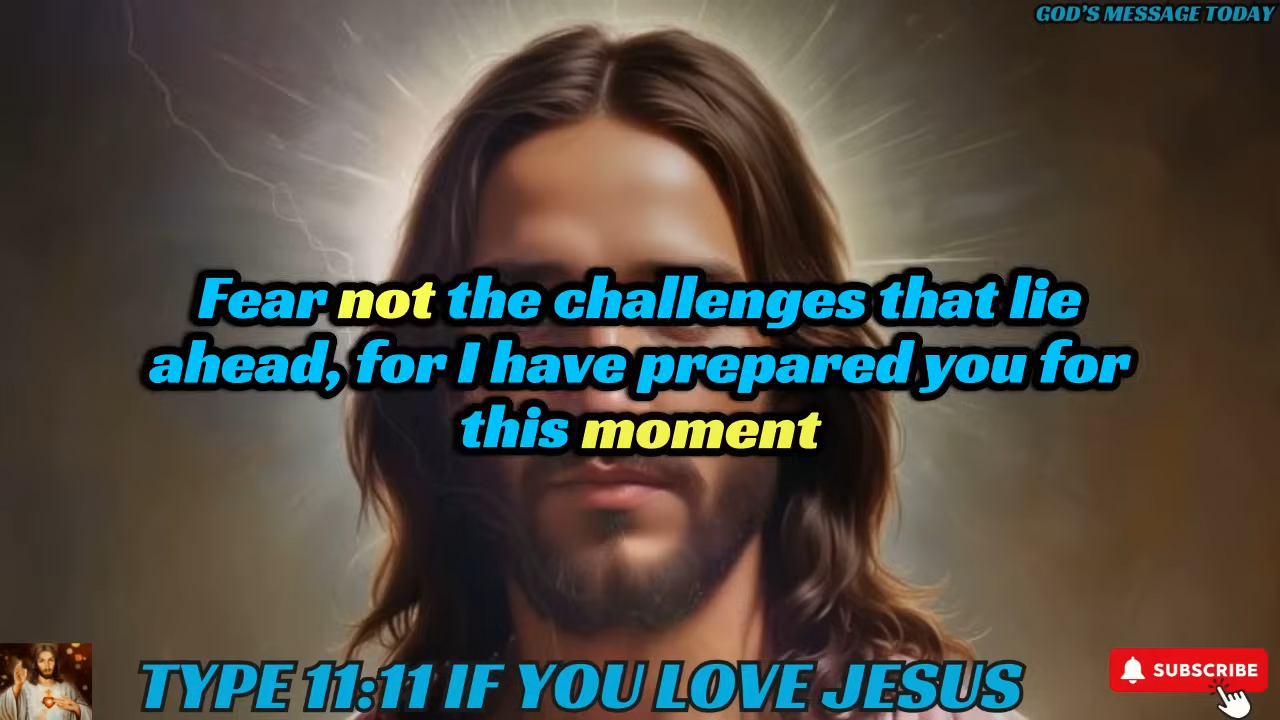 GOD'S MESSAGE TODAY
Fear not the challenges that lie
ahead, for I have prepared you for
this moment
TYPE 11:11 IF YOU LOVE JESUS
SUBSCRIBE